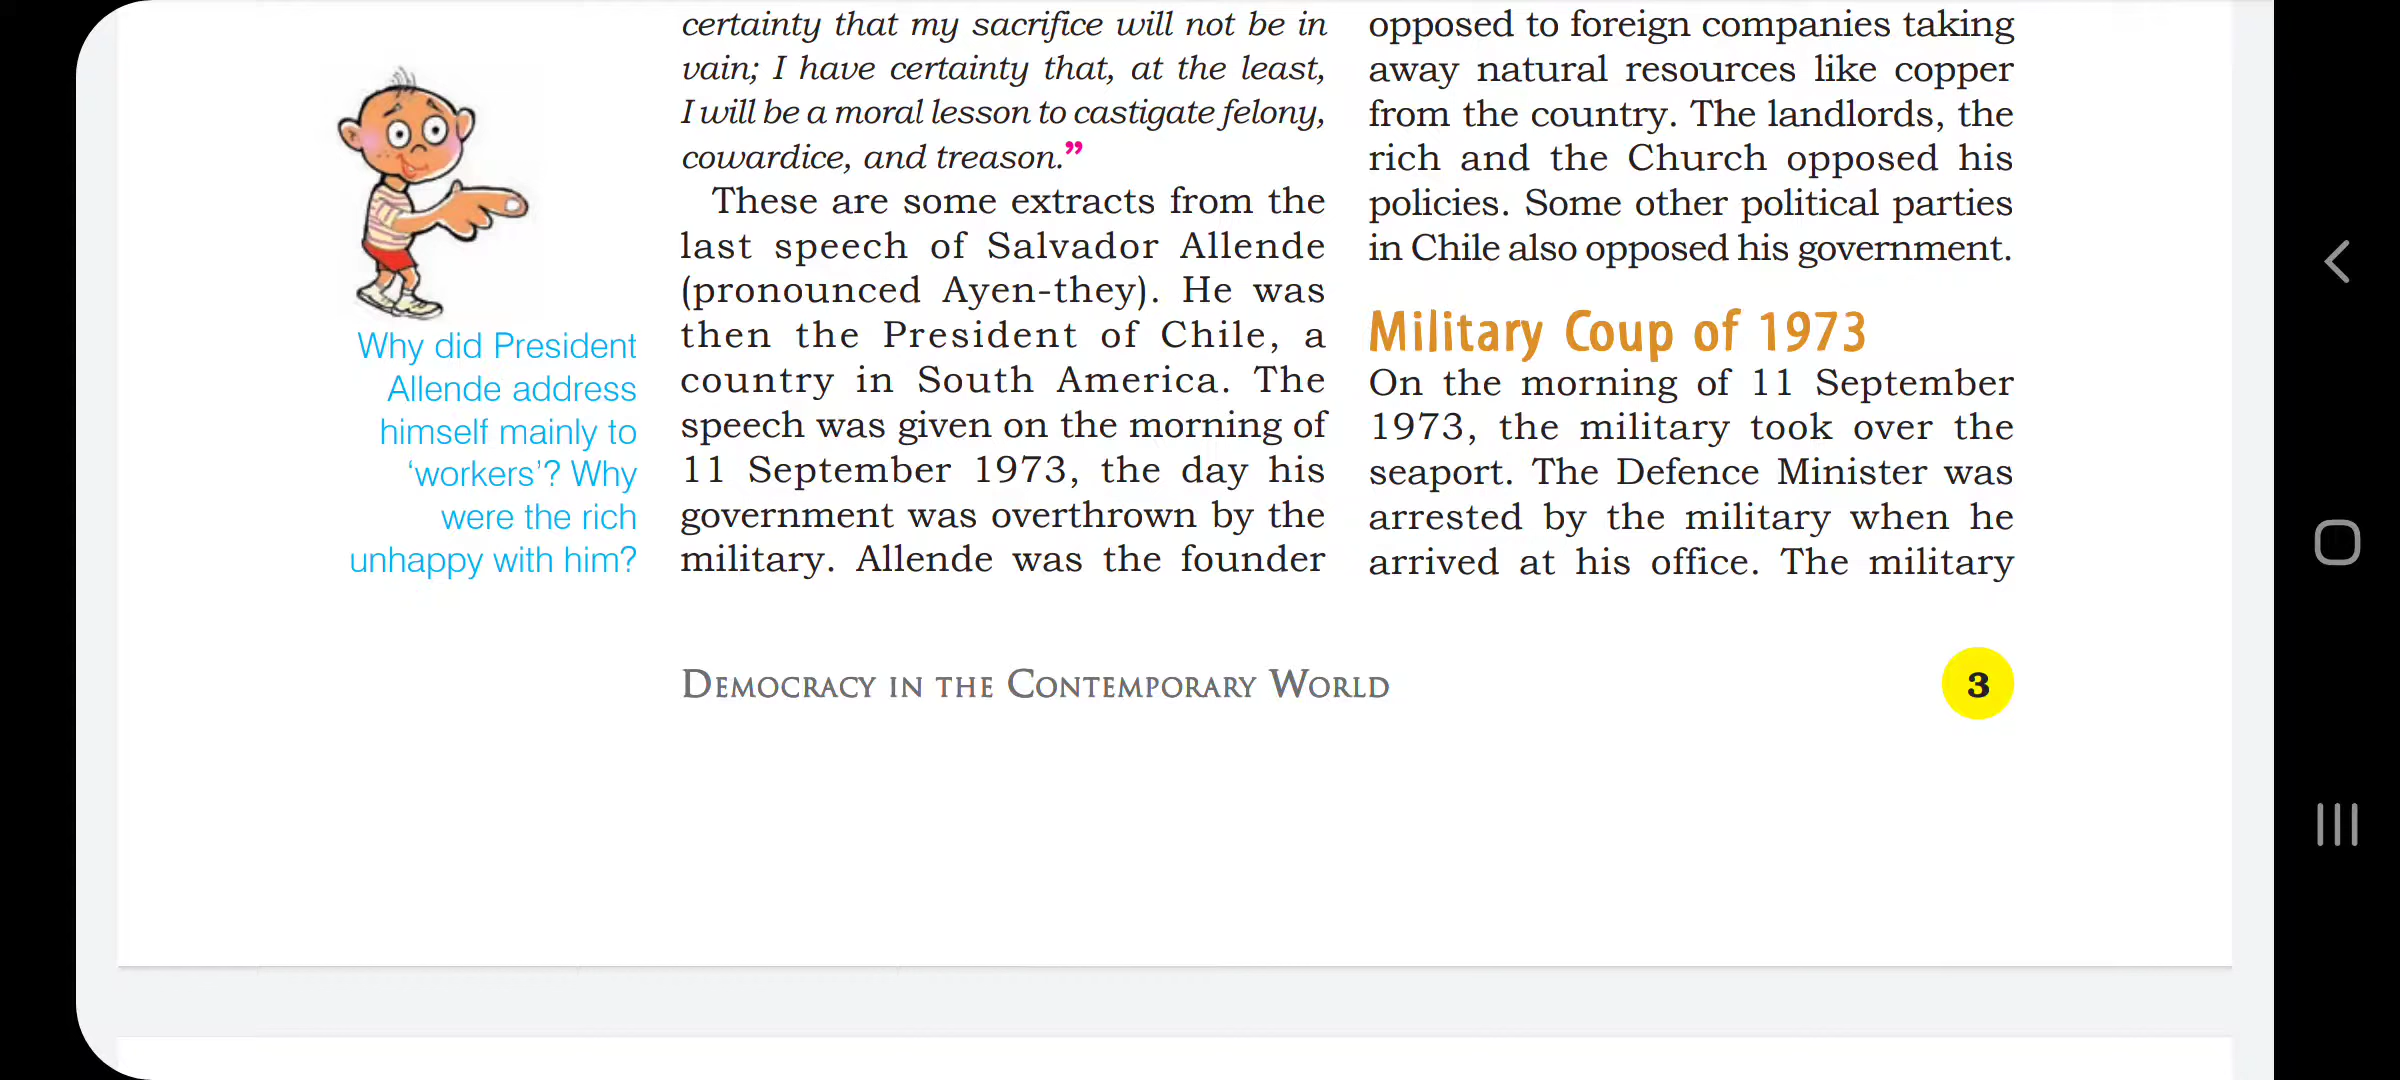 certainty that my sacrifice will not be in
vain; I have certainty that, at the least,
I will be a moral lesson to castigate felony,
cowardice, and treason.”
These are some extracts from the
last speech of Salvador Allende
(pronounced Ayen-they). He was
then the President of Chile, a
country in South America. The
speech was given on the morning of
11 September 1973, the day his
government was overthrown by the
military. Allende was the founder
Why did President
Allende address
himself mainly to
‘workers’? Why
were the rich
unhappy with him?
opposed to foreign companies taking
away natural resources like copper
from the country. The landlords, the
rich and the Church opposed his
policies. Some other political parties
in Chile also opposed his government.
Military Coup of 1973
On the morning of 11 September
1973, the military took over the
seaport. The Defence Minister was
arrested by the military when he
arrived at his office. The military
DEMOCRACY IN THE CONTEMPORARY WORLD
3